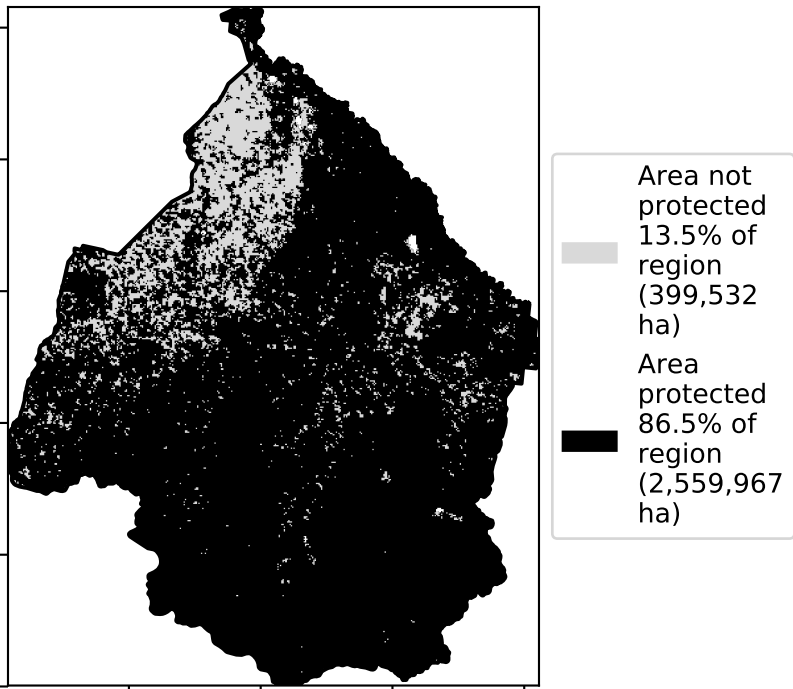 Area not
protected
13.5% of
region
(399,532
ha)
Area
protected
86.5% of
region
(2,559,967
ha)